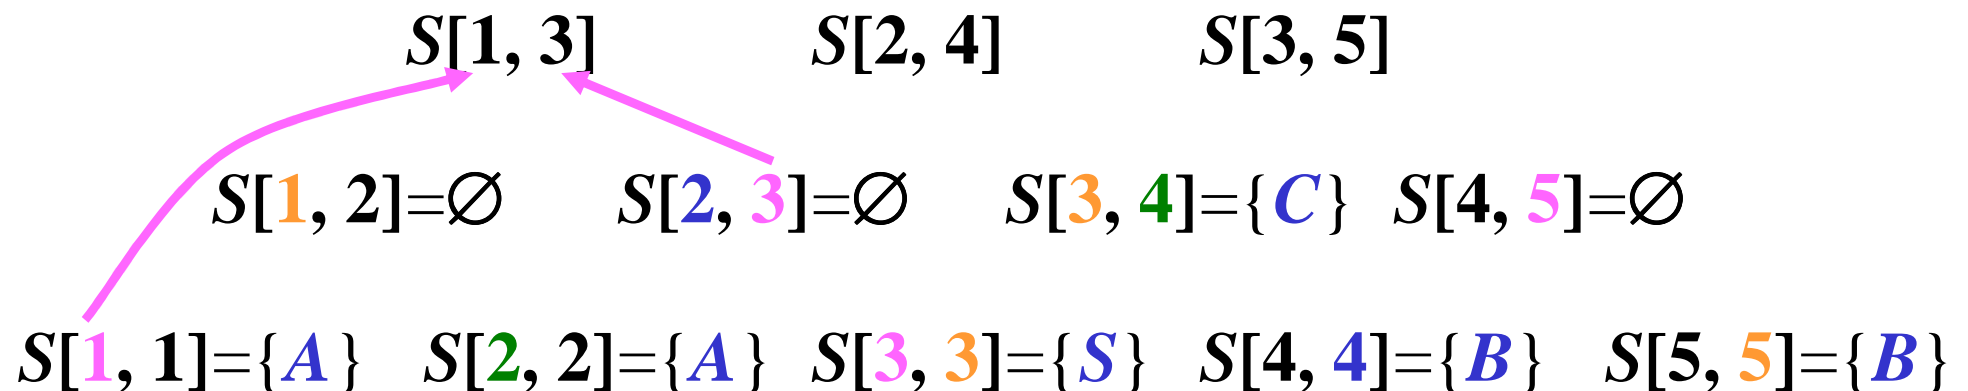 S[1, 3] S[2, 4] S[3, 5]
S[1, 2]=∅ S[2, 3]=∅ S[3, 4]={C} S[4, 5]=∅
S[1, 1]={A} S[2, 2]={A} S[3, 3]={S} S[4, 4]={B} S[5, 5]={B}